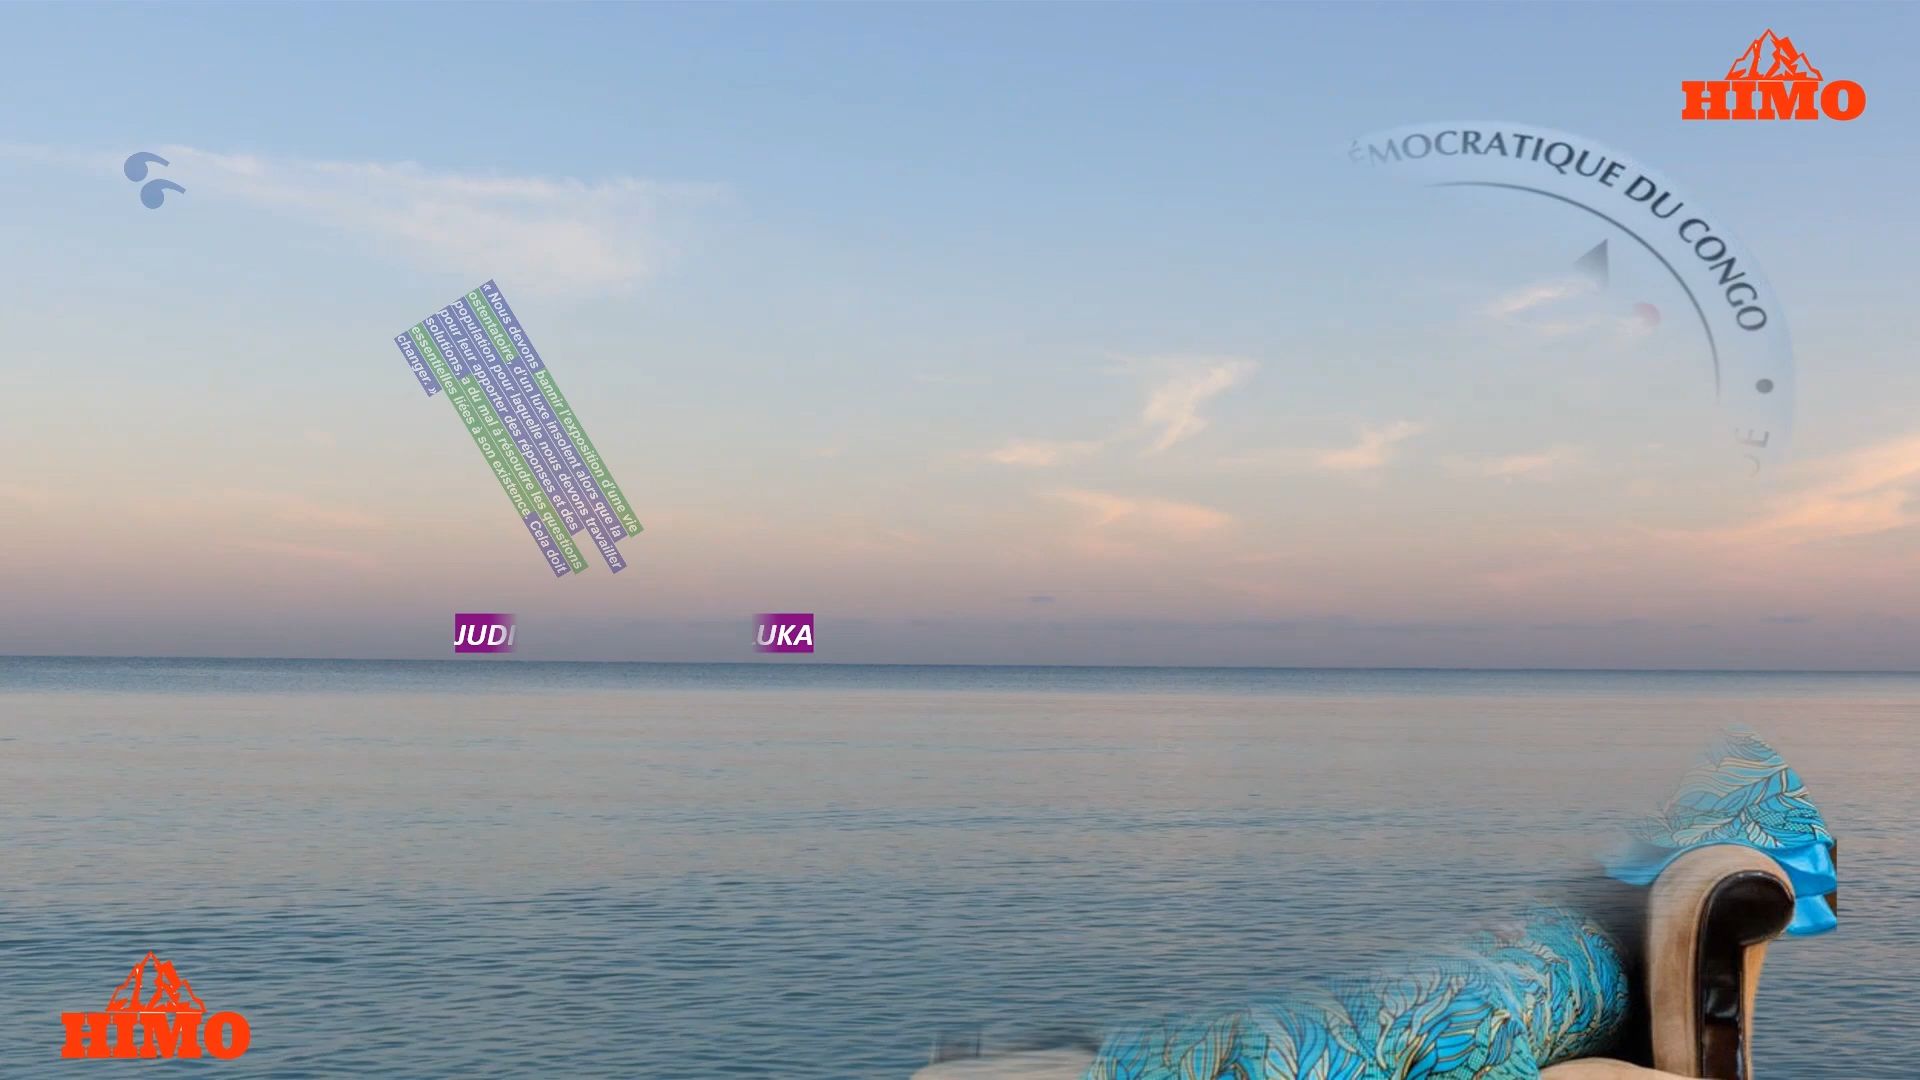 HIMO
ÉMOCRATIQUE DU CONGO
« Nous devons bannir l'exposition d'une vie
ostentatoire, d'un luxe insolent alors que la
population pour laquelle nous devons travailler
pour leur apporter des réponses et des
solutions, a du mal à résoudre les questions
essentielles liées à son existence. Cela doit
changer. »
JUDI UKA
HIMO